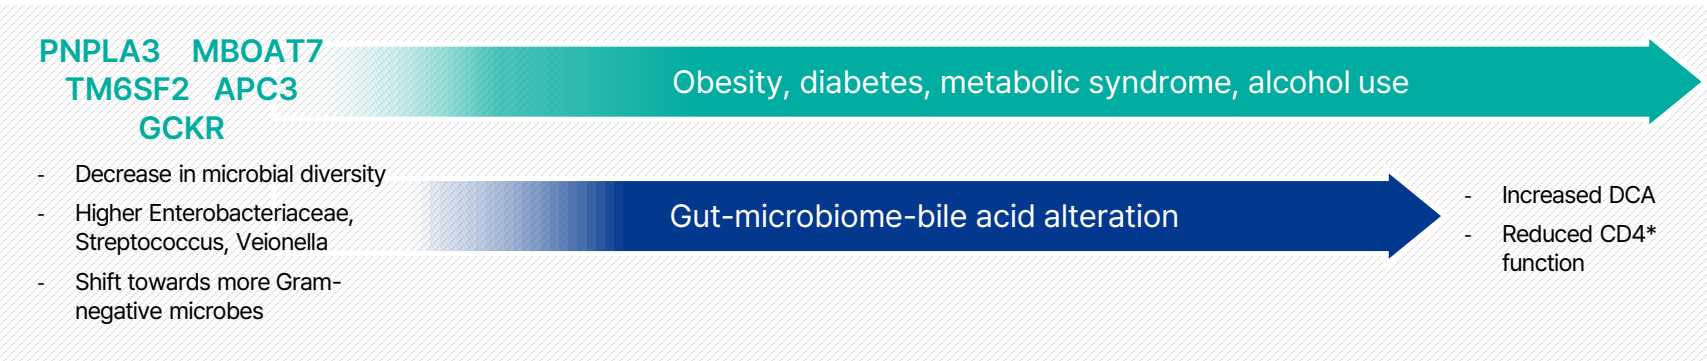 PNPLA3 MBOAT7
TM6SF2 APC3
GCKR
Obesity, diabetes, metabolic syndrome, alcohol use
- Decrease in microbial diversity
- Higher Enterobacteriaceae,
Streptococcus, Veionella
- Shift towards more Gram-
negative microbes
Gut-microbiome-bile acid alteration
- Increased DCA
- Reduced CD4*
function